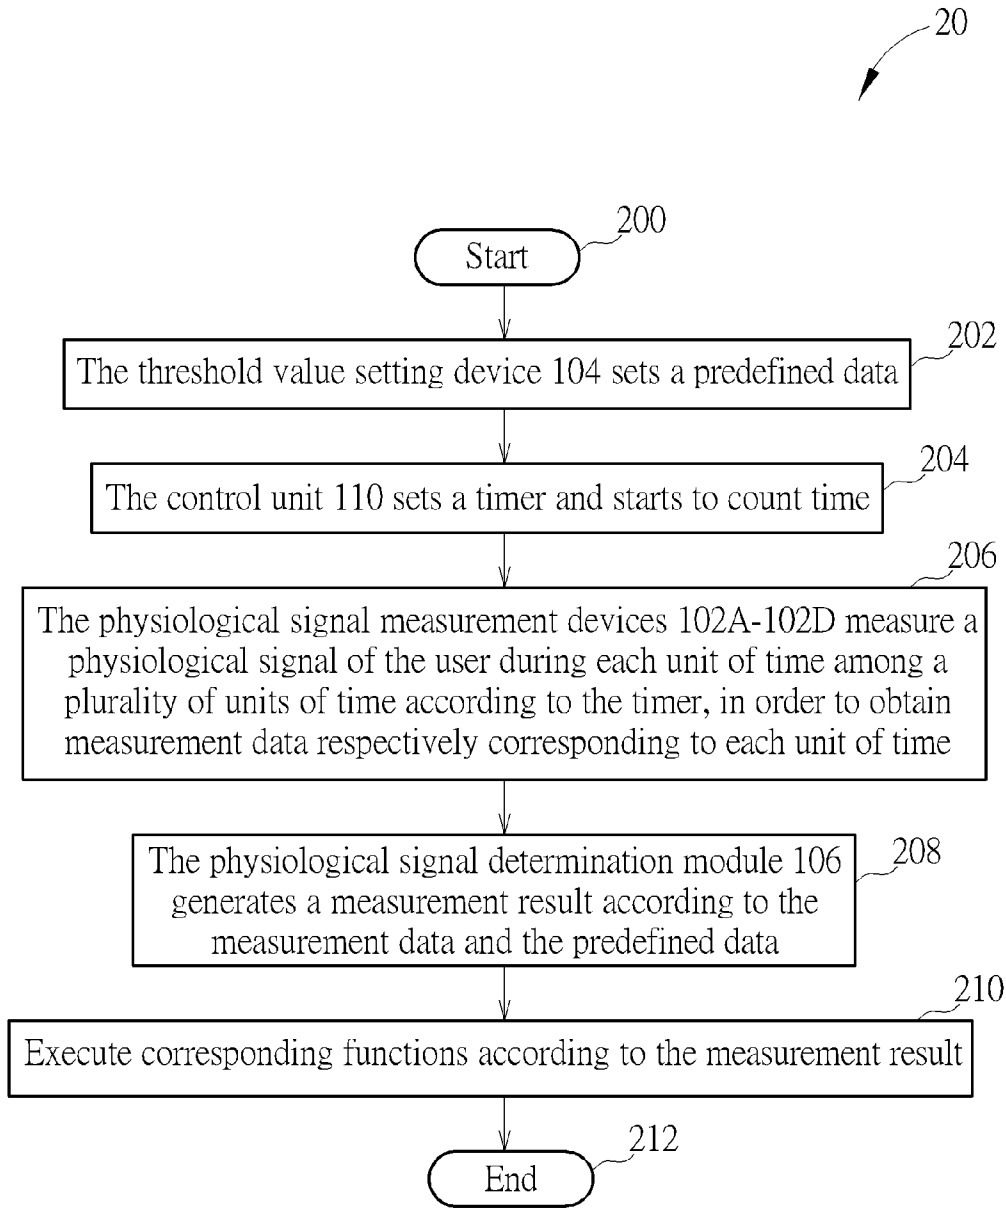 20
200
Start
202
The threshold value setting device 104 sets a predefined data
204
The control unit 110 sets a timer and starts to count time
206
The physiological signal measurement devices 102A-102D measure a
physiological signal of the user during each unit of time among a
plurality of units of time according to the timer, in order to obtain
measurement data respectively corresponding to each unit of time
208
The physiological signal determination module 106
generates a measurement result according to the
measurement data and the predefined data
210
Execute corresponding functions according to the measurement result
212
End